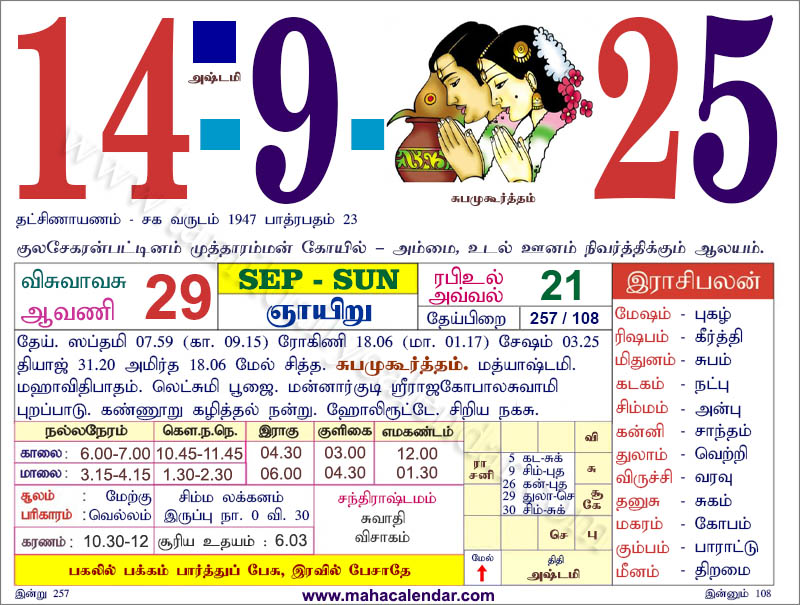 14-9-25
அஷ்டமி
சுபமுகூர்த்தம்
தட்சிணாயணம் - சக வருடம் 1947 பாத்ரபதம் 23
குலசேகரன்பட்டினம் முத்தாரம்மன் கோயில் – அம்மை, உடல் ஊனம் நிவர்த்திக்கும் ஆலயம்.
விசுவாவசு
ஆவணி 29
SEP - SUN
ஞாயிறு
ரபிஉல்
அவ்வல் 21
தேய்பிறை 257 / 108
தேய். ஸப்தமி 07.59 (கா. 09.15) ரோகிணி 18.06 (மா. 01.17) சேஷம் 03.25
தியாஜ் 31.20 அமிர்த 18.06 மேல் சித்த. சுபமுகூர்த்தம். மத்யாஷ்டமி.
மஹாவிதிபாதம். லெட்சுமி பூஜை. மன்னார்குடி ஸ்ரீராஜகோபாலசுவாமி
புறப்பாடு. கண்ணூறு கழித்தல் நன்று. ஹோலிரூட்டே. சிறிய நகசு.
இராசிபலன்
மேஷம் - புகழ்
ரிஷபம் - கீர்த்தி
மிதுனம் - சுபம்
கடகம் - நட்பு
சிம்மம் - அன்பு
கன்னி - சாந்தம்
துலாம் - வெற்றி
விருச்சி - வரவு
தனுசு - சுகம்
மகரம் - கோபம்
கும்பம் - பாராட்டு
மீனம் - திறமை
நல்லநேரம் கௌ.ந.நெ. இராகு குளிகை எமகண்டம்
காலை : 6.00-7.00 10.45-11.45 04.30 03.00 12.00
மாலை : 3.15-4.15 1.30-2.30 06.00 04.30 01.30
சூலம் : மேற்கு
பரிகாரம் : வெல்லம்
சிம்ம லக்கனம்
இருப்பு நா. 0 வி. 30
கரணம் : 10.30-12 சூரிய உதயம் : 6.03
சந்திராஷ்டமம்
சுவாதி
விசாகம்
வி
ரா
சனி
5 கட-சுக்
9 சிம்-புத
26 கன்-புத
29 துலா-செ
30 சிம்-சுக்
சு
சூ
கே
செ பு
மேல்
திதி
அஷ்டமி
பகலில் பக்கம் பார்த்துப் பேசு, இரவில் பேசாதே
இன்று 257
www.mahacalendar.com
இன்னும் 108